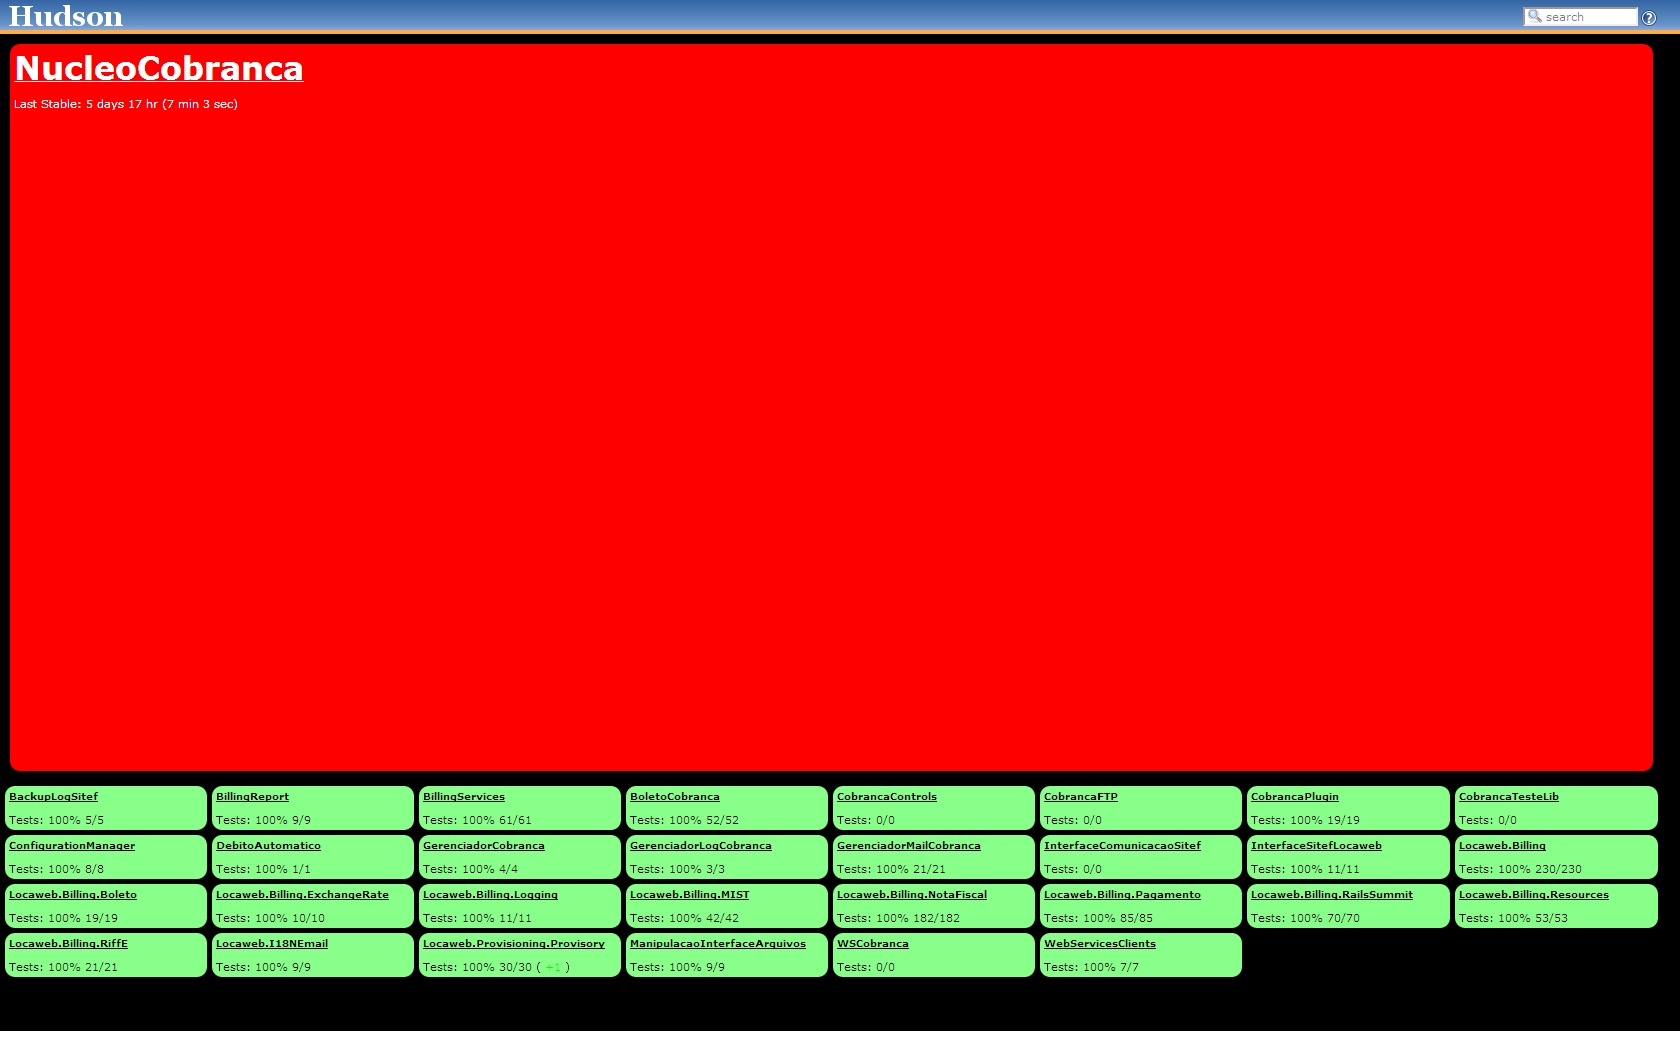 Hudson
search
?
NucleoCobranca
Last Stable: 5 days 17 hr (7 min 3 sec)
BackupLogSitef
Tests: 100% 5/5
BillingReport
Tests: 100% 9/9
BillingServices
Tests: 100% 61/61
BoletoCobranca
Tests: 100% 52/52
CobrancaControls
Tests: 0/0
CobrancaFTP
Tests: 0/0
CobrancaPlugin
Tests: 100% 19/19
CobrancaTesteLib
Tests: 0/0
ConfigurationManager
Tests: 100% 8/8
DebitoAutomatico
Tests: 100% 1/1
GerenciadorCobranca
Tests: 100% 4/4
GerenciadorLogCobranca
Tests: 100% 3/3
GerenciadorMailCobranca
Tests: 100% 21/21
InterfaceComunicacaoSitef
Tests: 0/0
InterfaceSitefLocaweb
Tests: 100% 11/11
Locaweb.Billing
Tests: 100% 230/230
Locaweb.Billing.Boleto
Tests: 100% 19/19
Locaweb.Billing.ExchangeRate
Tests: 100% 10/10
Locaweb.Billing.Logging
Tests: 100% 11/11
Locaweb.Billing.MIST
Tests: 100% 42/42
Locaweb.Billing.NotaFiscal
Tests: 100% 182/182
Locaweb.Billing.Pagamento
Tests: 100% 85/85
Locaweb.Billing.RailsSummit
Tests: 100% 70/70
Locaweb.Billing.Resources
Tests: 100% 53/53
Locaweb.Billing.RiffE
Tests: 100% 21/21
Locaweb.I18NEmail
Tests: 100% 9/9
Locaweb.Provisioning.Provisory
Tests: 100% 30/30 ( +1 )
ManipulacaoInterfaceArquivos
Tests: 100% 9/9
WSCobranca
Tests: 0/0
WebServicesClients
Tests: 100% 7/7